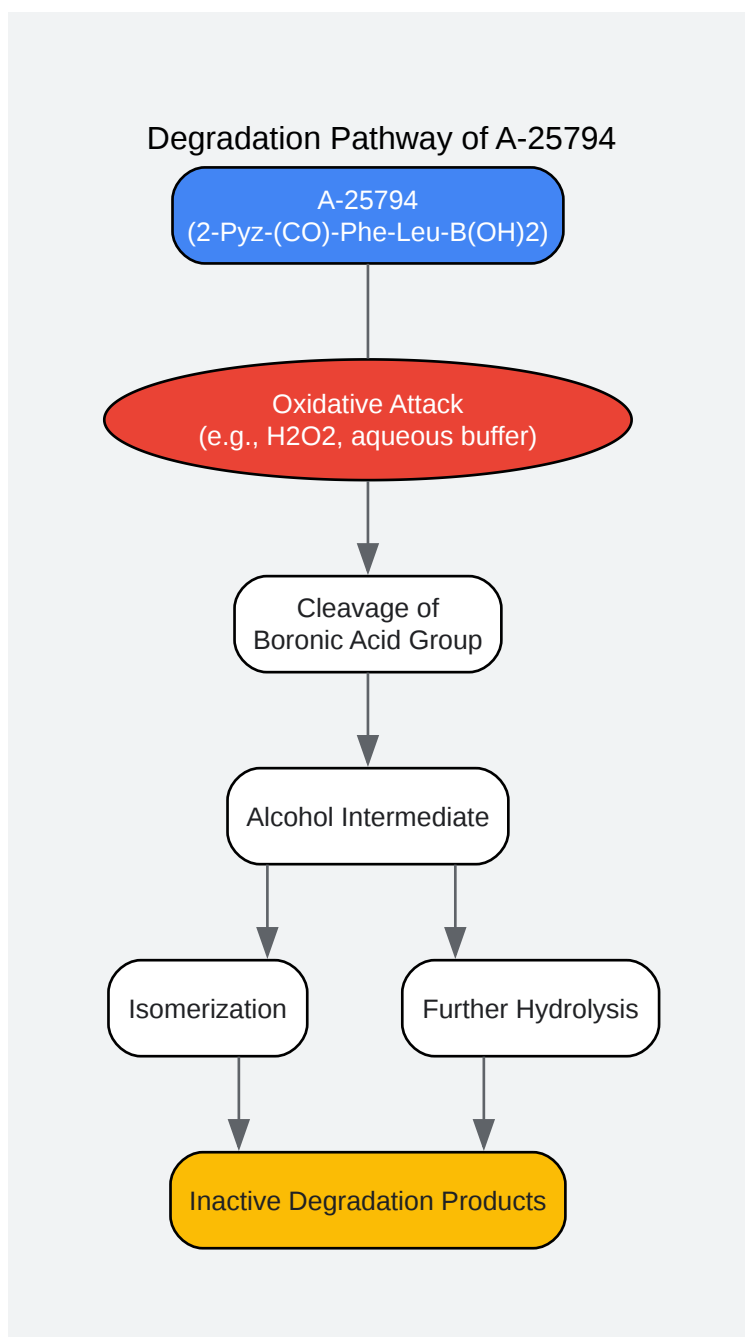 Degradation Pathway of A-25794
A-25794
(2-Pyz-(CO)-Phe-Leu-B(OH)2)
Oxidative Attack
(e.g., H2O2, aqueous buffer)
Cleavage of
Boronic Acid Group
Alcohol Intermediate
Isomerization
Further Hydrolysis
Inactive Degradation Products